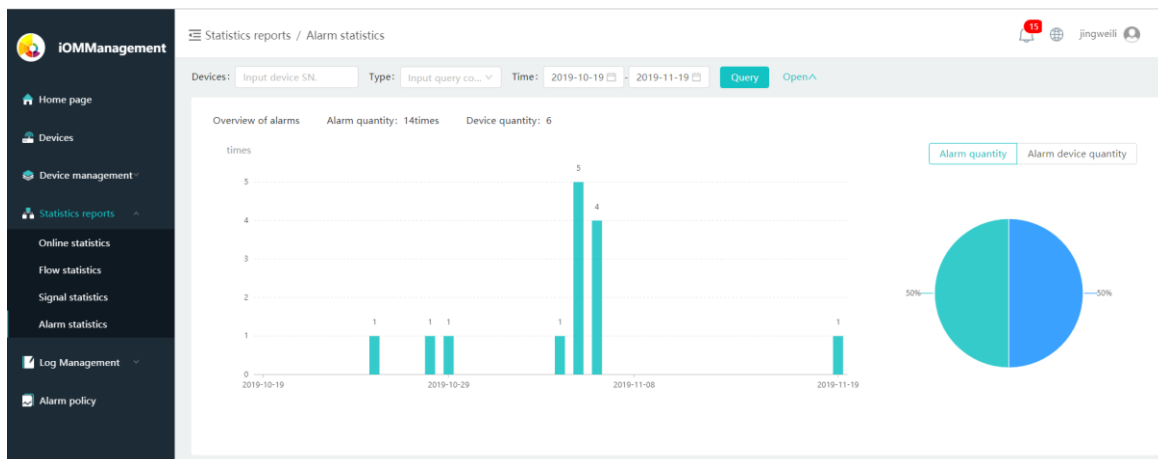 iOMManagement
Home page
Devices
Device management
Statistics reports
Online statistics
Flow statistics
Signal statistics
Alarm statistics
Log Management
Alarm policy
Statistics reports / Alarm statistics
15
jingweili
Devices: Input device SN. Type: Input query co... Time: 2019-10-19 - 2019-11-19 Query Open
Overview of alarms Alarm quantity: 14times Device quantity: 6
times
Alarm quantity Alarm device quantity
5
4
3
2
1
0
1
1
1
1
5
4
1
2019-10-19 2019-10-29 2019-11-08 2019-11-19
50% 50%